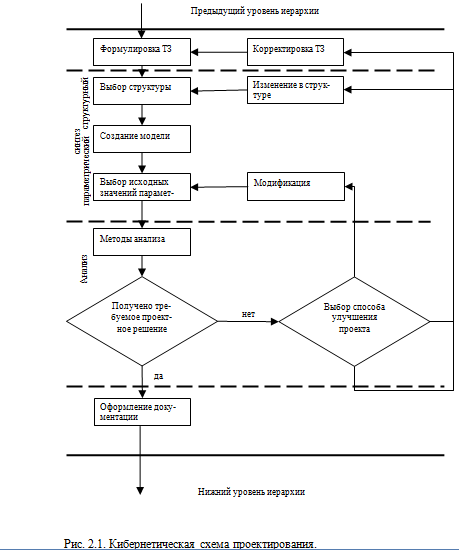 Предыдущий уровень иерархии
Формулировка ТЗ
Корректировка ТЗ
Выбор структуры
Изменение в струк-
туре
синтез
параметрический структурный
Создание модели
Выбор исходных
значений парамет-
Модификация
Методы анализа
Анализ
Получено тре-
буемое проект-
ное решение
нет
Выбор способа
улучшения
проекта
да
Оформление доку-
ментации
Нижний уровень иерархии
Рис. 2.1. Кибернетическая схема проектирования.